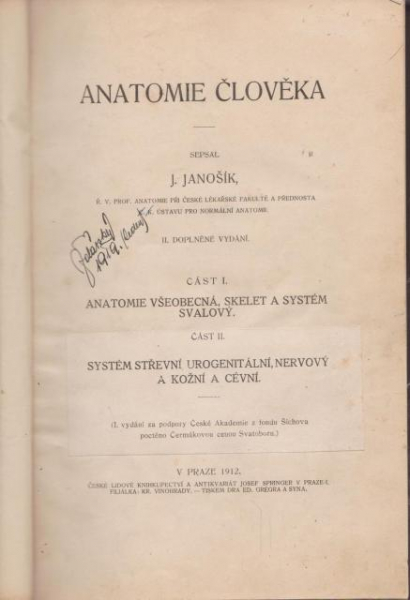 ANATOMIE ČLOVĚKA
SEPSAL
J. JANOŠÍK,
Ř. V. PROF. ANATOMIE PŘI ČESKÉ LÉKAŘSKÉ FAKULTĚ A PŘEDNOSTA
ÚSTAVU PRO NORMÁLNÍ ANATOMII.
II. DOPLNĚNÉ VYDÁNÍ.
1919.
ČÁST I.
ANATOMIE VŠEOBECNÁ, SKELET A SYSTÉM
SVALOVÝ.
ČÁST II.
SYSTÉM STŘEVNÍ, UROGENITÁLNÍ, NERVOVÝ
A KOŽNÍ A CÉVNÍ.
(I. vydání za podpory České Akademie z fondu Sichova
poctěno Čermákovou cenou Svatoboru.)
V PRAZE 1912.
ČESKÉ LIDOVÉ KNIHKUPECTVÍ A ANTIKVARIÁT JOSEF SPRINGER V PRAZE-I.
FILIÁLKA: KR. VINOHRADY. — TISKEM DRA ED. GRÉGRA A SYNA.